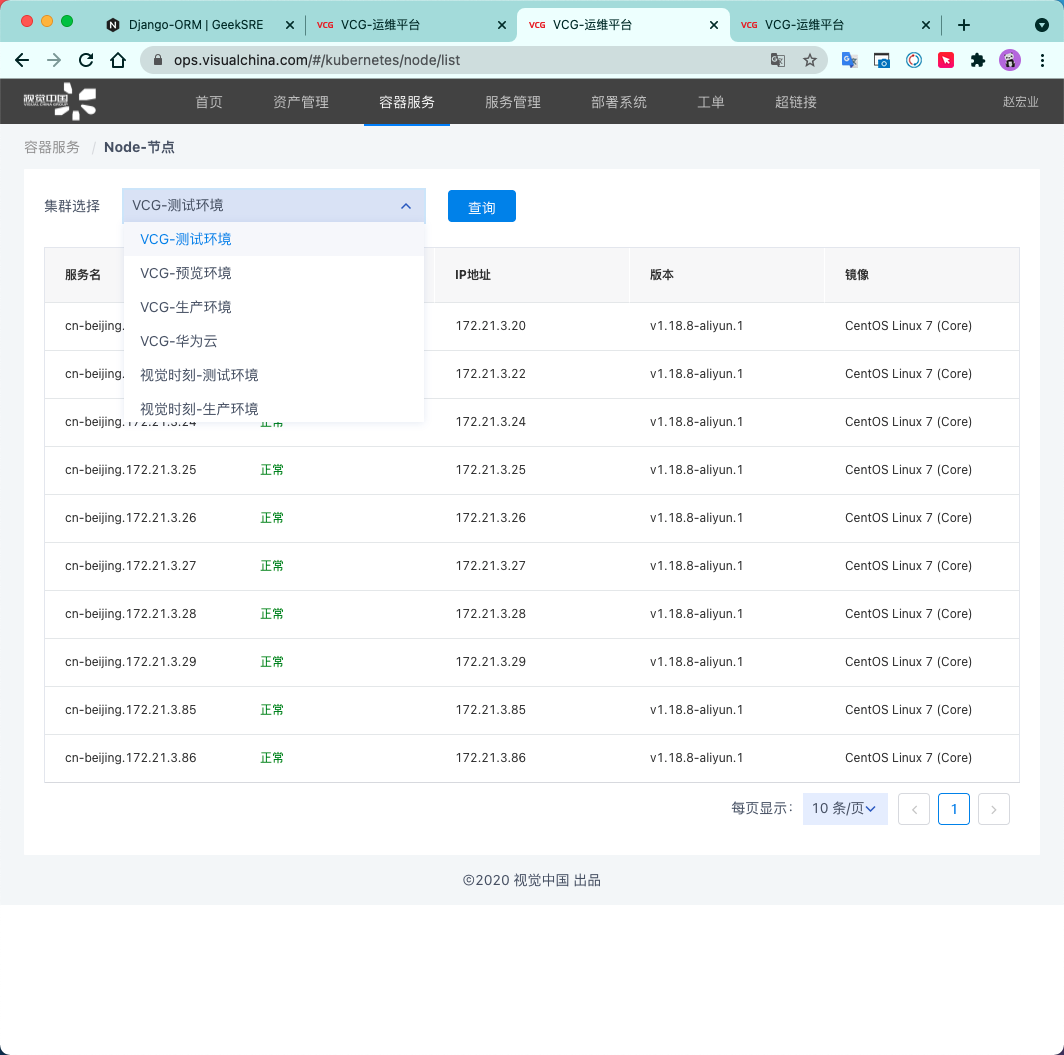 Django-ORM | GeekSRE
VCG VCG-运维平台
VCG VCG-运维平台
VCG VCG-运维平台
ops.visualchina.com/#/kubernetes/node/list
视觉中国
VISUAL CHINA GROUP
首页 资产管理 容器服务 服务管理 部署系统 工单 超链接 赵宏业
容器服务 / Node-节点
集群选择 VCG-测试环境 查询
VCG-测试环境
VCG-预览环境
VCG-生产环境
VCG-华为云
视觉时刻-测试环境
视觉时刻-生产环境
服务名 IP地址 版本 镜像
cn-beijing. 172.21.3.20 v1.18.8-aliyun.1 CentOS Linux 7 (Core)
cn-beijing. 172.21.3.22 v1.18.8-aliyun.1 CentOS Linux 7 (Core)
cn-beijing.172.21.3.24 正常 172.21.3.24 v1.18.8-aliyun.1 CentOS Linux 7 (Core)
cn-beijing.172.21.3.25 正常 172.21.3.25 v1.18.8-aliyun.1 CentOS Linux 7 (Core)
cn-beijing.172.21.3.26 正常 172.21.3.26 v1.18.8-aliyun.1 CentOS Linux 7 (Core)
cn-beijing.172.21.3.27 正常 172.21.3.27 v1.18.8-aliyun.1 CentOS Linux 7 (Core)
cn-beijing.172.21.3.28 正常 172.21.3.28 v1.18.8-aliyun.1 CentOS Linux 7 (Core)
cn-beijing.172.21.3.29 正常 172.21.3.29 v1.18.8-aliyun.1 CentOS Linux 7 (Core)
cn-beijing.172.21.3.85 正常 172.21.3.85 v1.18.8-aliyun.1 CentOS Linux 7 (Core)
cn-beijing.172.21.3.86 正常 172.21.3.86 v1.18.8-aliyun.1 CentOS Linux 7 (Core)
每页显示： 10 条/页 < 1 >
©2020 视觉中国 出品